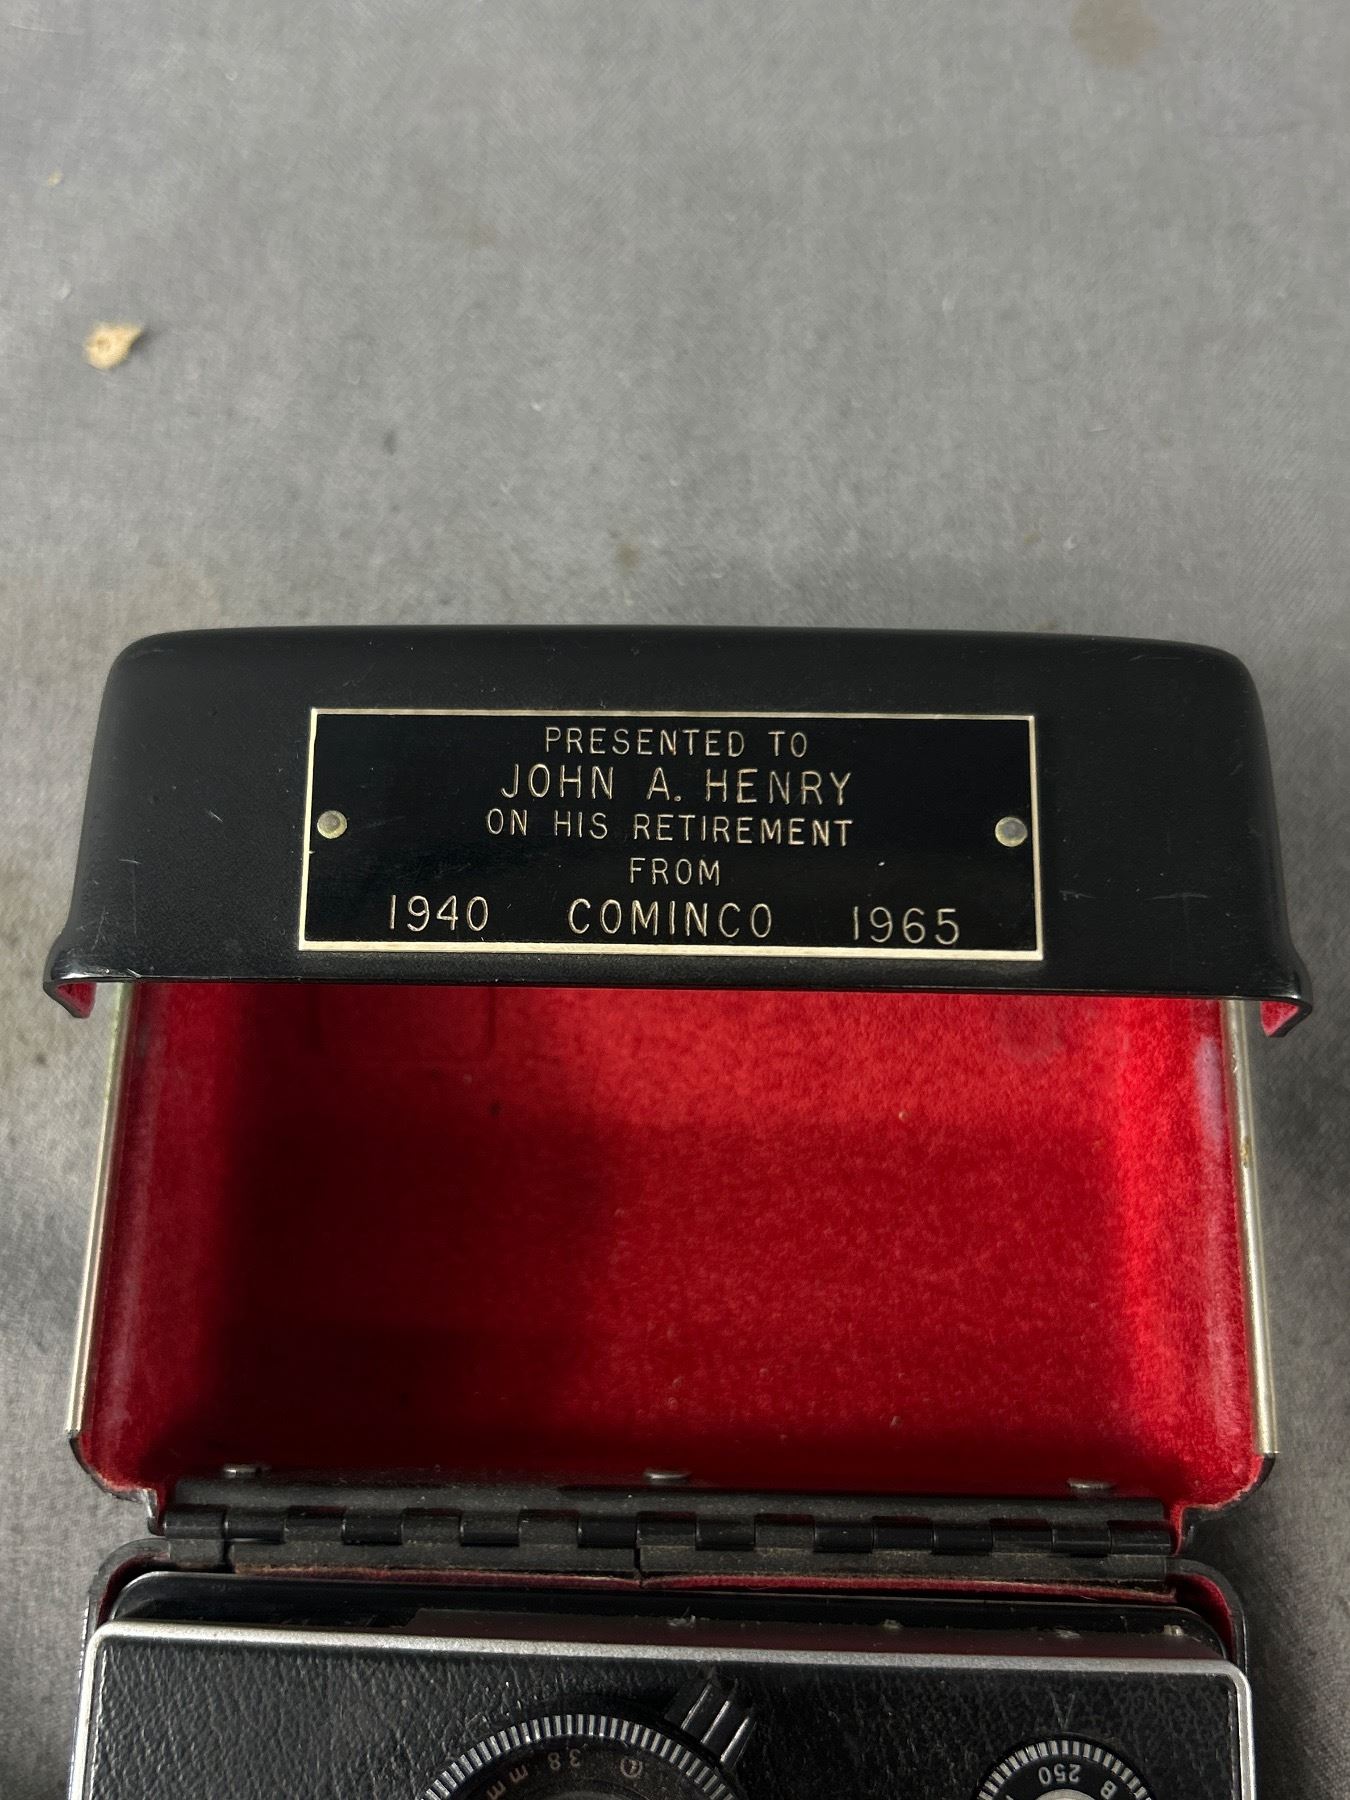 PRESENTED TO
JOHN A. HENRY
ON HIS RETIREMENT
FROM
1940 COMINCO 1965
38 mm
250
B